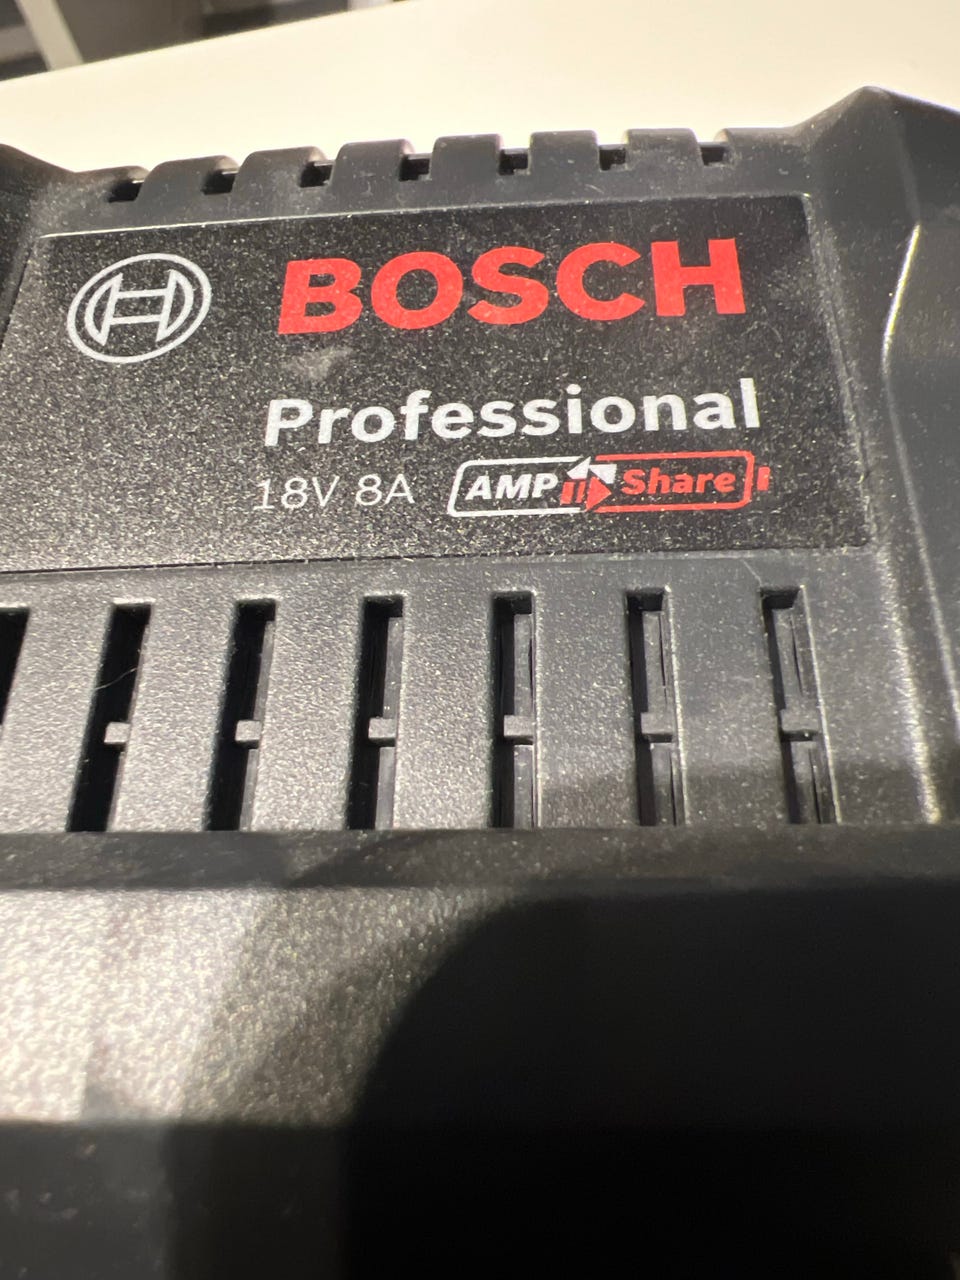 BOSCH
Professional
18V 8A AMP Share